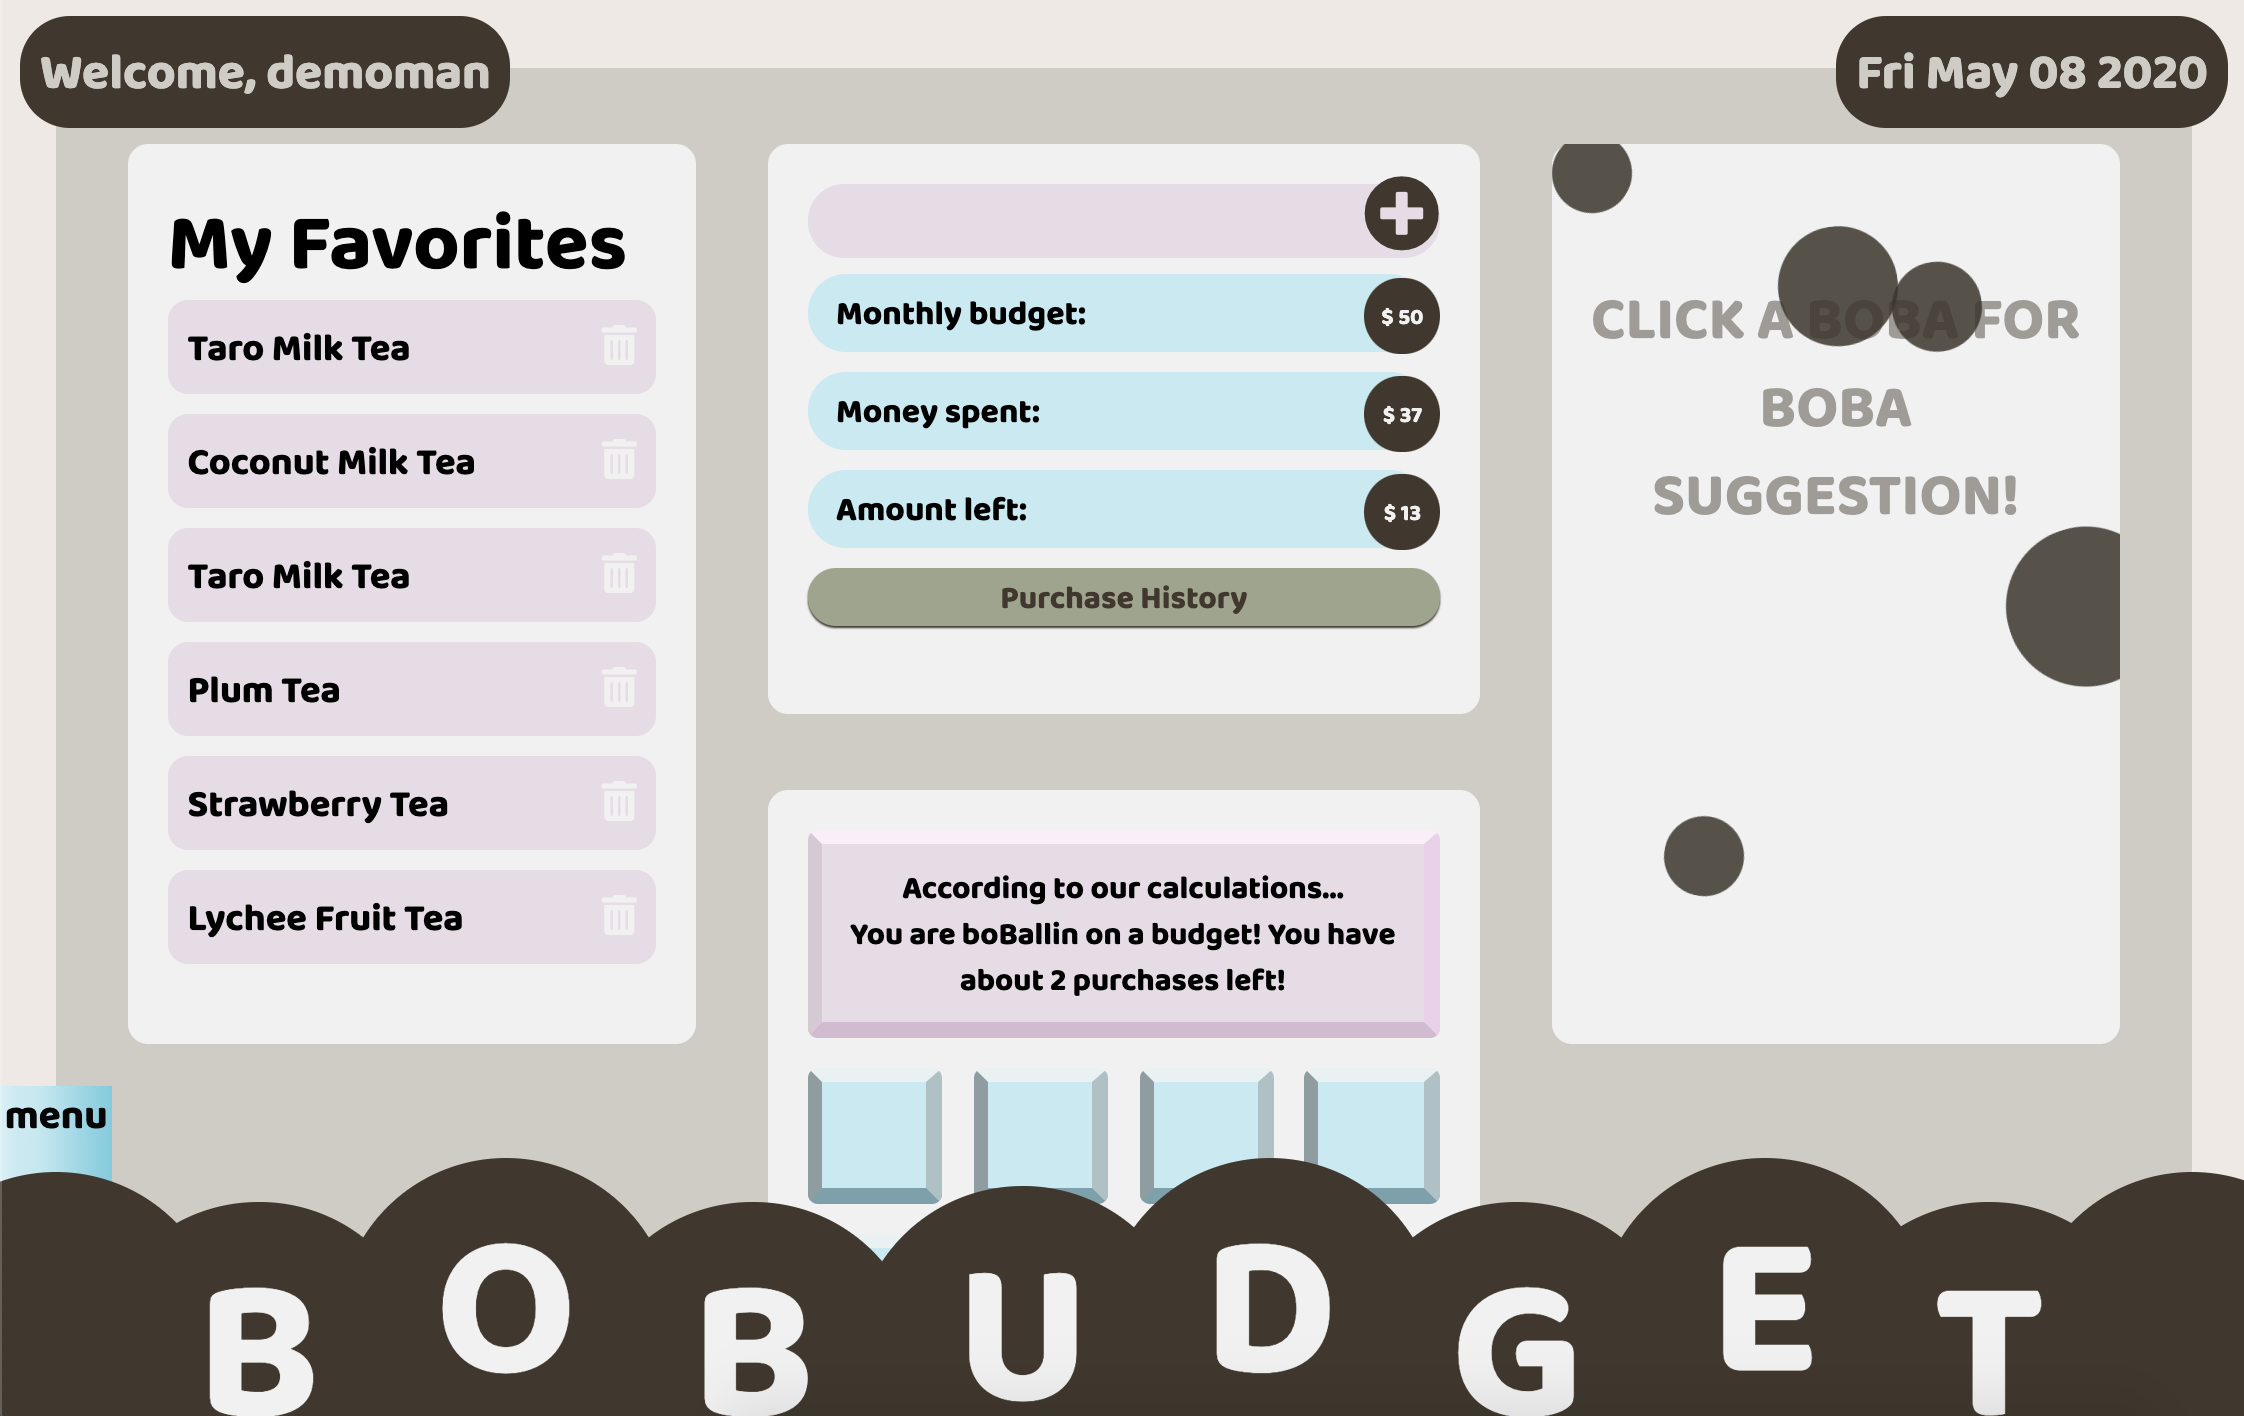 Welcome, demoman
Fri May 08 2020
My Favorites
Taro Milk Tea
Coconut Milk Tea
Taro Milk Tea
Plum Tea
Strawberry Tea
Lychee Fruit Tea
Monthly budget:
$ 50
Money spent:
$ 37
Amount left:
$ 13
Purchase History
According to our calculations...
You are boBallin on a budget! You have
about 2 purchases left!
CLICK A BOBA FOR
BOBA
SUGGESTION!
menu
BOBUDGET